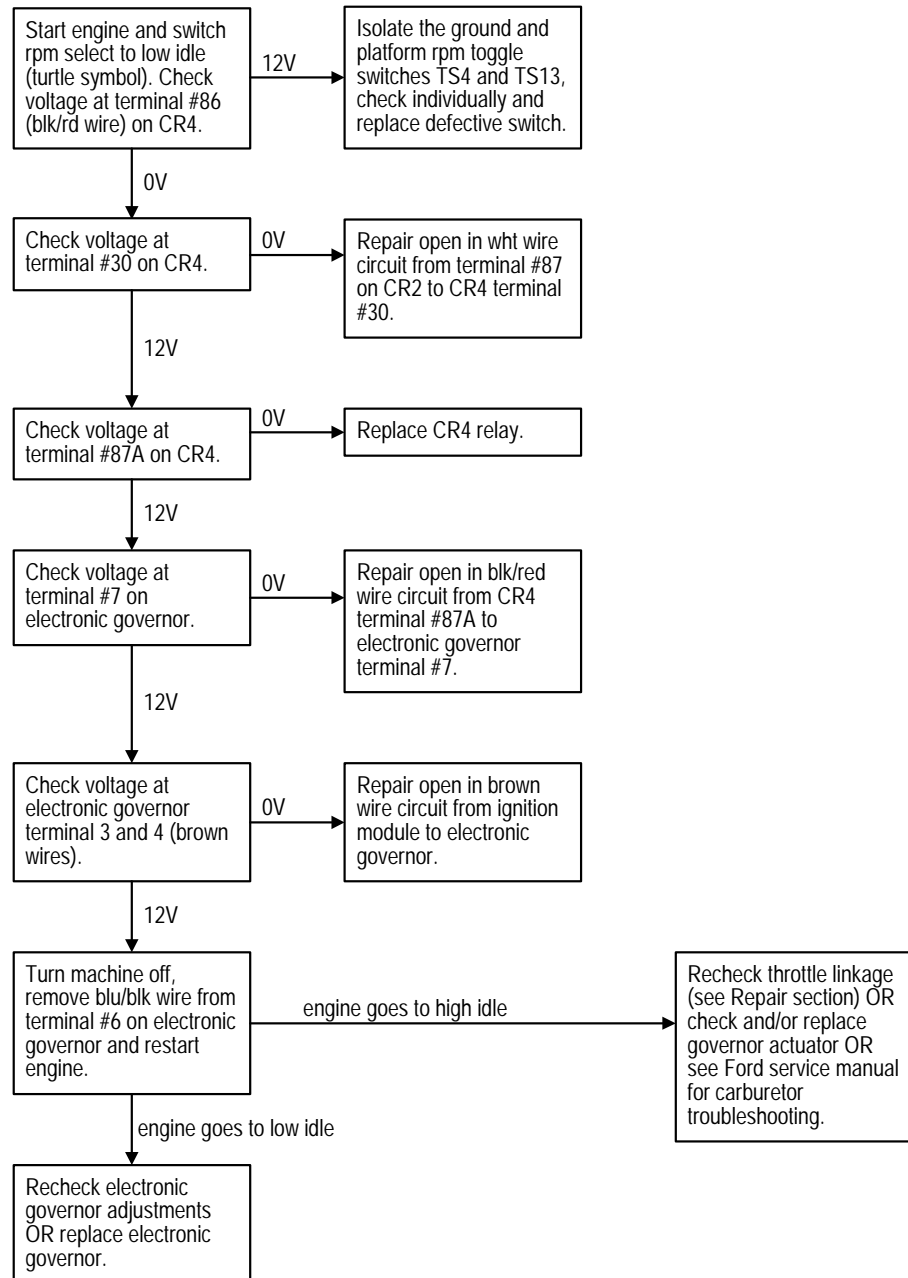 Start engine and switch
rpm select to low idle
(turtle symbol). Check
voltage at terminal #86
(blk/rd wire) on CR4.
12V
Isolate the ground and
platform rpm toggle
switches TS4 and TS13,
check individually and
replace defective switch.
0V
Check voltage at
terminal #30 on CR4.
0V
Repair open in wht wire
circuit from terminal #87
on CR2 to CR4 terminal
#30.
12V
Check voltage at
terminal #87A on CR4.
0V
Replace CR4 relay.
12V
Check voltage at
terminal #7 on
electronic governor.
0V
Repair open in blk/red
wire circuit from CR4
terminal #87A to
electronic governor
terminal #7.
12V
Check voltage at
electronic governor
terminal 3 and 4 (brown
wires).
0V
Repair open in brown
wire circuit from ignition
module to electronic
governor.
12V
Turn machine off,
remove blu/blk wire from
terminal #6 on electronic
governor and restart
engine.
engine goes to high idle
Recheck throttle linkage
(see Repair section) OR
check and/or replace
governor actuator OR
see Ford service manual
for carburetor
troubleshooting.
engine goes to low idle
Recheck electronic
governor adjustments
OR replace electronic
governor.